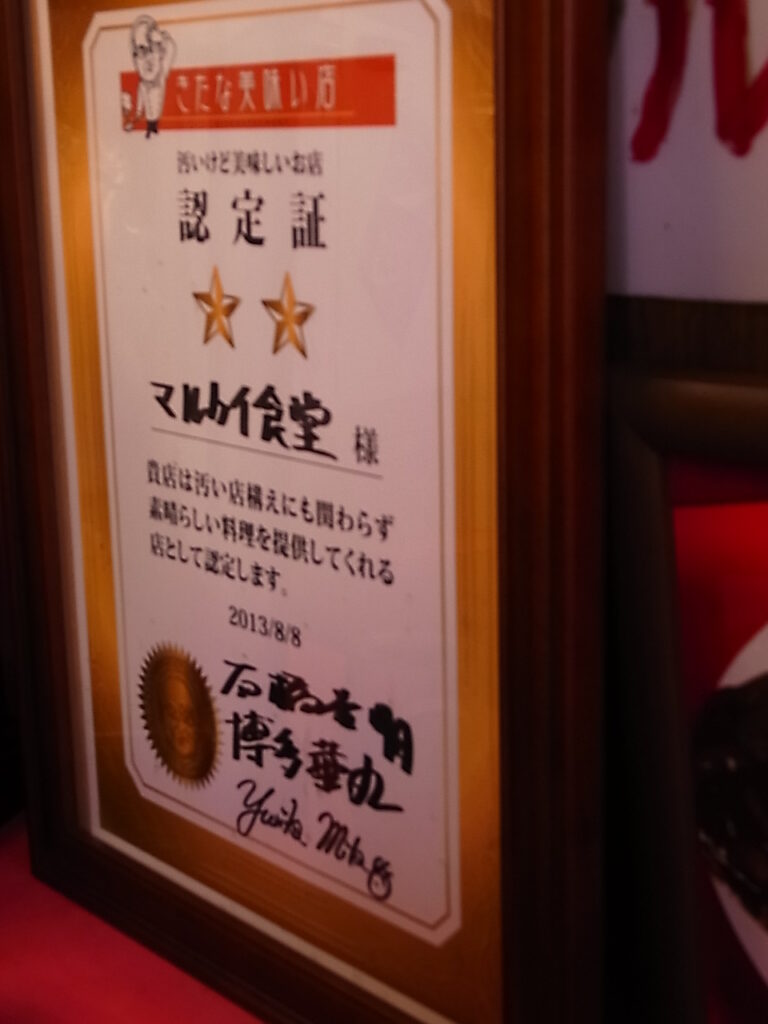 きたな美味い店
汚いけど美味しいお店
認定証
マルケイ食堂 様
貴店は汚い店構えにも関わらず
素晴らしい料理を提供してくれる
店として認定します。
2013/8/8
石橋貴明
博多華丸